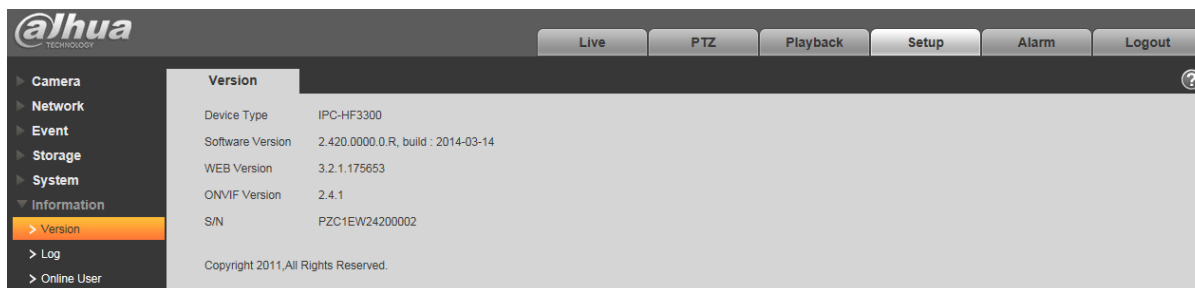 alhua
TECHNOLOGY
Live PTZ Playback Setup Alarm Logout
Camera
Network
Event
Storage
System
Information
> Version
> Log
> Online User
Version
?
Device Type IPC-HF3300
Software Version 2.420.0000.0.R, build : 2014-03-14
WEB Version 3.2.1.175653
ONVIF Version 2.4.1
S/N PZC1EW24200002
Copyright 2011,All Rights Reserved.